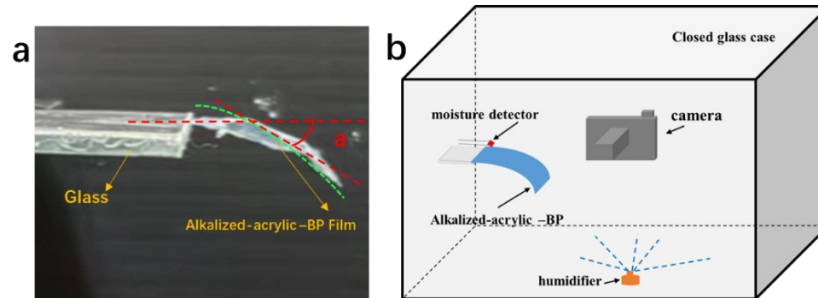 a
a
Glass
Alkalized-acrylic-BP Film
b
Closed glass case
moisture detector
camera
Alkalized-acrylic –BP
humidifier